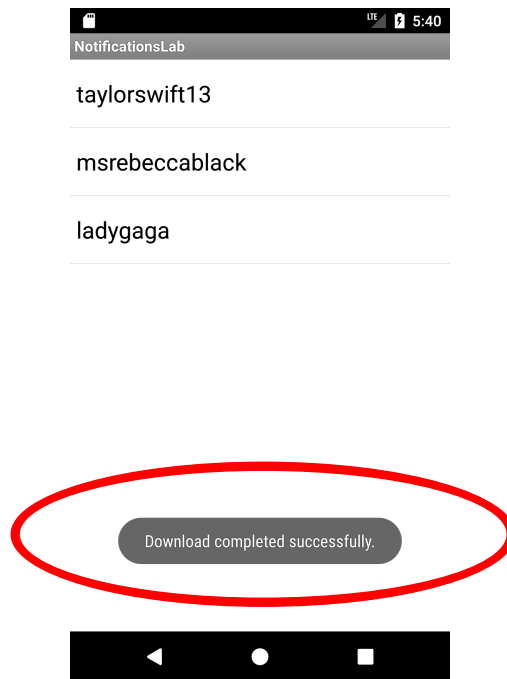 LTE 5:40
NotificationsLab
taylorswift13
msrebeccablack
ladygaga
Download completed successfully.